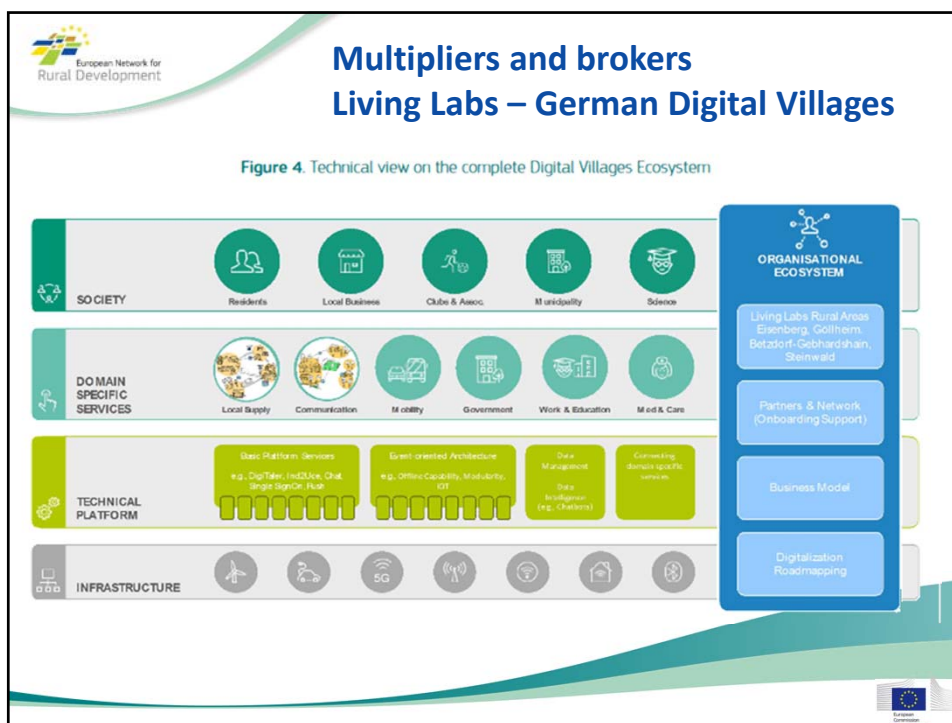 European Network for
Rural Development
Multipliers and brokers
Living Labs – German Digital Villages
Figure 4. Technical view on the complete Digital Villages Ecosystem
SOCIETY
Residents
Local Business
Clubs & Assoc.
Municipality
Science
DOMAIN
SPECIFIC
SERVICES
Local Supply
Communication
Mobility
Government
Work & Education
Med & Care
TECHNICAL
PLATFORM
Basic Platform Services
e.g., DigiTaler, Ind2Uce, Chat,
Single SignOn, Push
Event oriented Architecture
e.g., Offline Capability, Modularity,
IOT
Data
Management
Data
Intelligence
(e.g., Chatbots)
Connecting
domain specific
services
INFRASTRUCTURE
5G
ORGANISATIONAL
ECOSYSTEM
Living Labs Rural Areas
Eisenberg, Göllheim,
Betzdorf-Gebhardshain,
Steinwald
Partners & Network
(Onboarding Support)
Business Model
Digitalization
Roadmapping
European
Commission